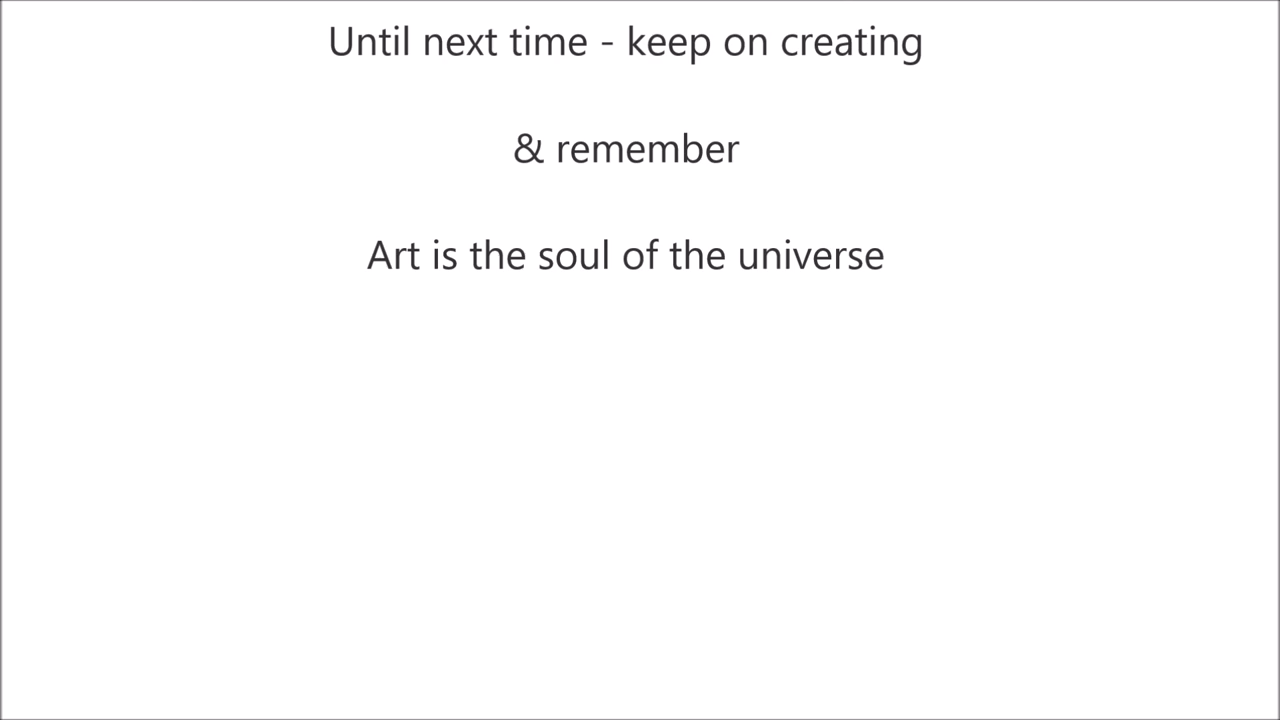 Until next time - keep on creating
& remember
Art is the soul of the universe